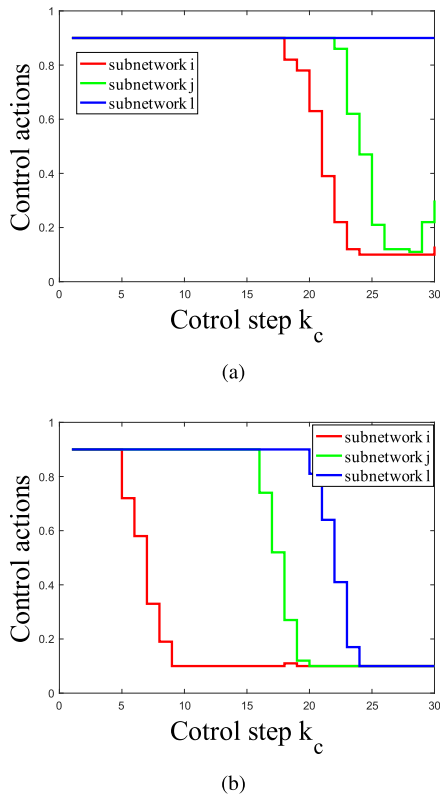 1
0.8
0.6
0.4
0.2
0
Control actions
subnetwork i
subnetwork j
subnetwork l
0 5 10 15 20 25 30
Cotrol step k_c
(a)
1
0.8
0.6
0.4
0.2
0
Control actions
subnetwork i
subnetwork j
subnetwork l
0 5 10 15 20 25 30
Cotrol step k_c
(b)